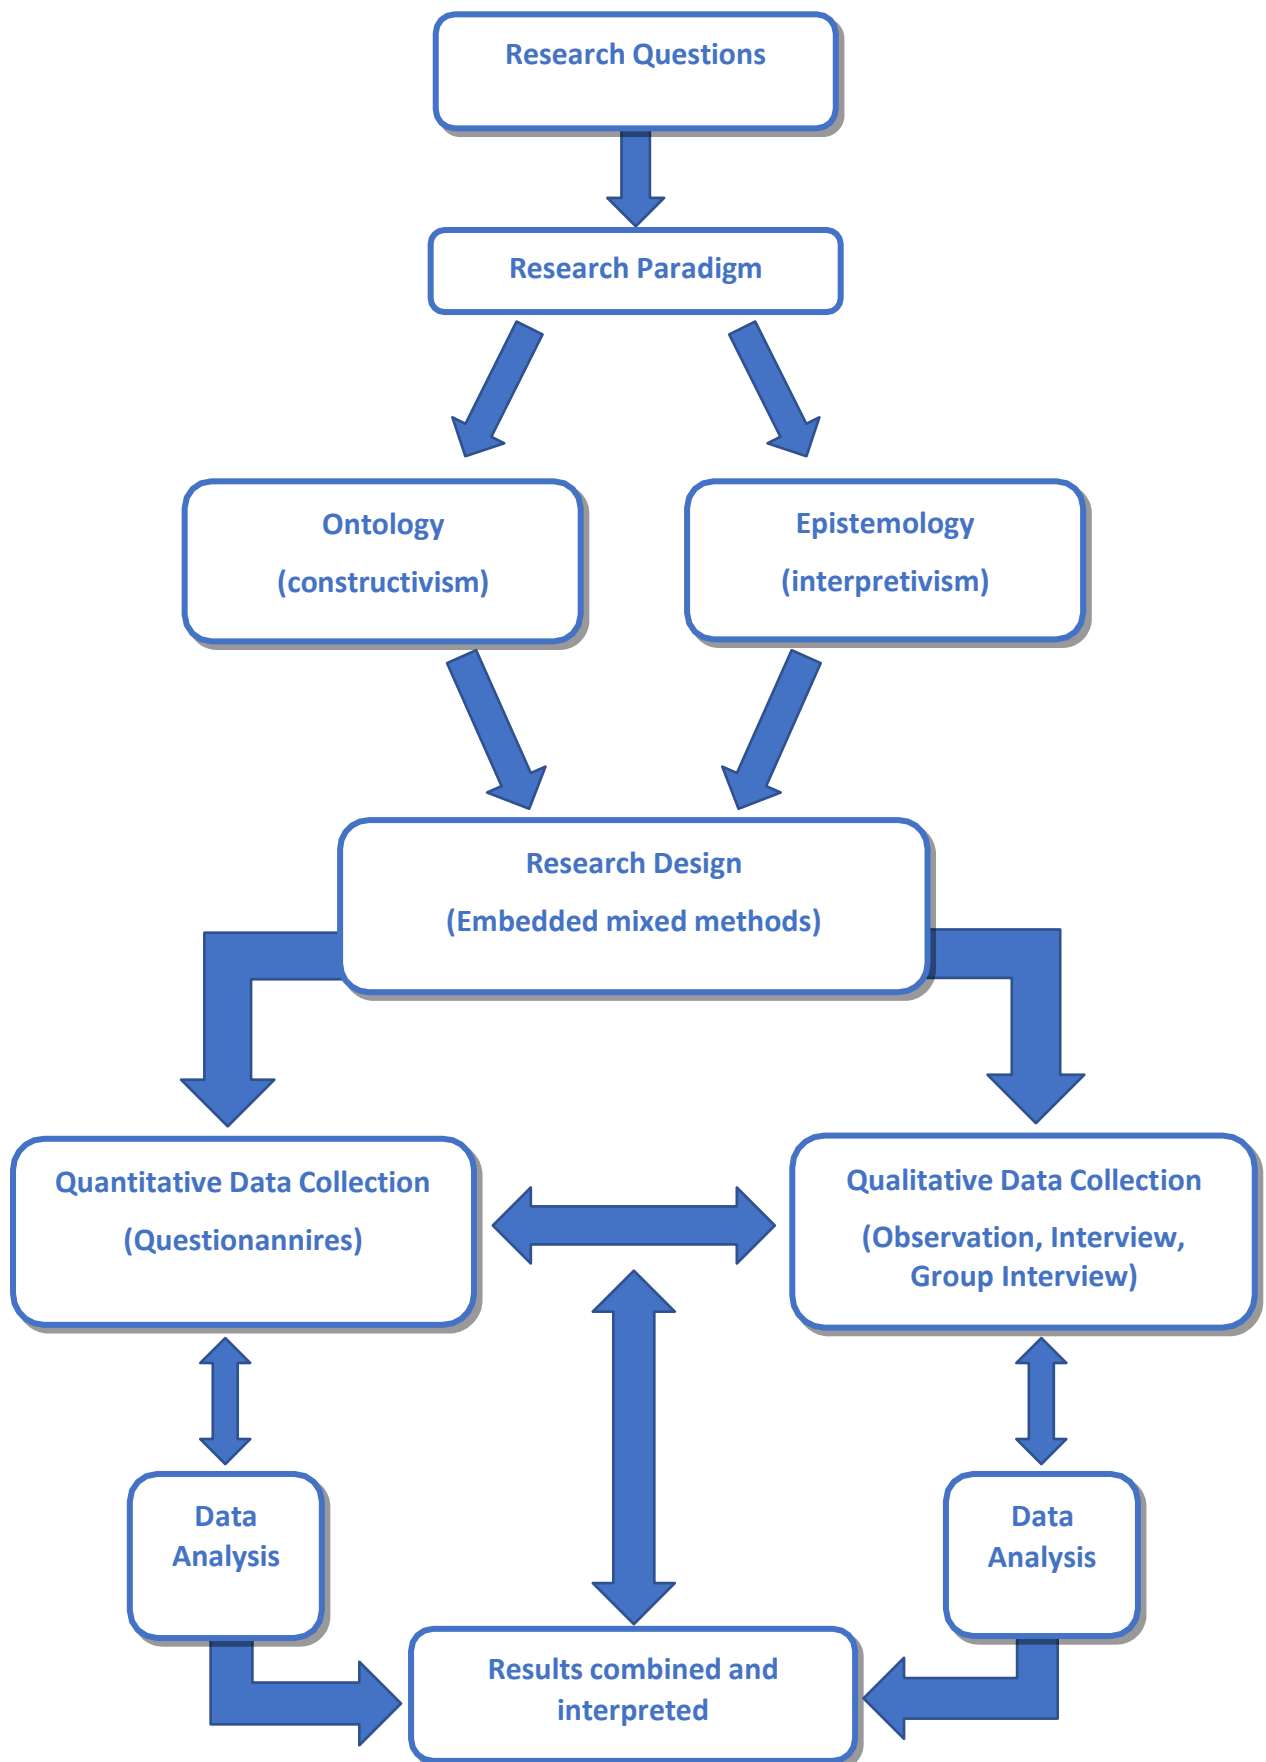 Research Questions
Research Paradigm
Ontology
(constructivism)
Epistemology
(interpretivism)
Research Design
(Embedded mixed methods)
Quantitative Data Collection
(Questionannires)
Qualitative Data Collection
(Observation, Interview,
Group Interview)
Data
Analysis
Data
Analysis
Results combined and
interpreted